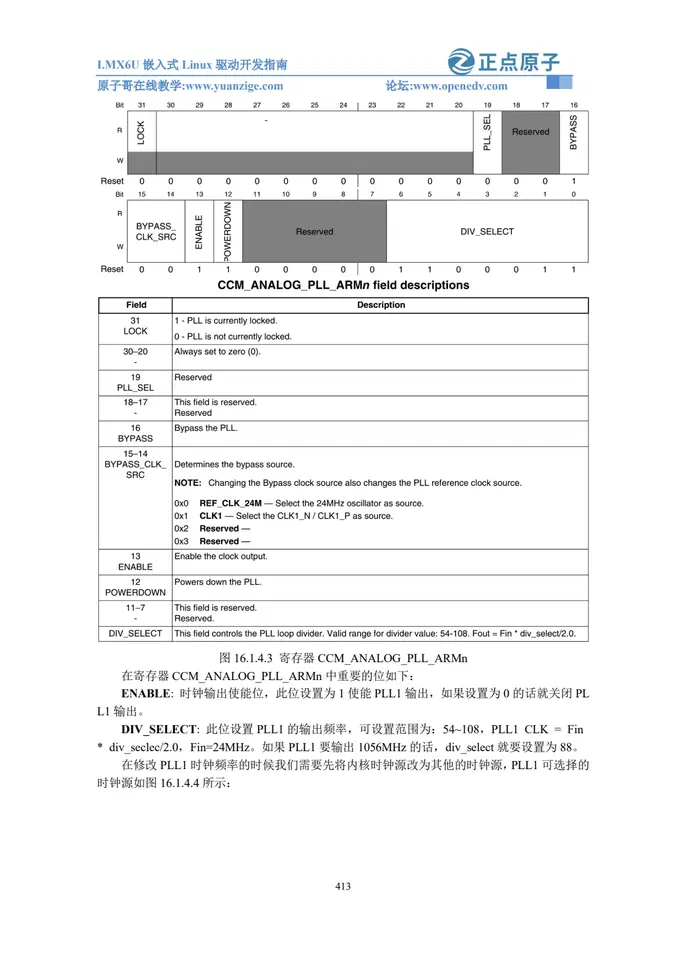 I.MX6U 嵌入式 Linux 驱动开发指南
正点原子
原子哥在线教学:www.yuanzige.com 论坛:www.openedv.com
Bit 31 30 29 28 27 26 25 24 23 22 21 20 19 18 17 16
R LOCK - PLL_SEL Reserved BYPASS
W
Reset 0 0 0 0 0 0 0 0 0 0 0 0 0 0 0 1
Bit 15 14 13 12 11 10 9 8 7 6 5 4 3 2 1 0
R
BYPASS_
CLK_SRC ENABLE POWERDOWN Reserved DIV_SELECT
W
Reset 0 0 1 1 0 0 0 0 0 1 1 0 0 0 1 1
CCM_ANALOG_PLL_ARMn field descriptions
Field Description
31
LOCK
1 - PLL is currently locked.
0 - PLL is not currently locked.
30–20
-
Always set to zero (0).
19
PLL_SEL
Reserved
18–17
-
This field is reserved.
Reserved
16
BYPASS
Bypass the PLL.
15–14
BYPASS_CLK_
SRC
Determines the bypass source.
NOTE: Changing the Bypass clock source also changes the PLL reference clock source.
0x0 REF_CLK_24M — Select the 24MHz oscillator as source.
0x1 CLK1 — Select the CLK1_N / CLK1_P as source.
0x2 Reserved —
0x3 Reserved —
13
ENABLE
Enable the clock output.
12
POWERDOWN
Powers down the PLL.
11–7
-
This field is reserved.
Reserved.
DIV_SELECT This field controls the PLL loop divider. Valid range for divider value: 54-108. Fout = Fin * div_select/2.0.
图 16.1.4.3 寄存器 CCM_ANALOG_PLL_ARMn
在寄存器 CCM_ANALOG_PLL_ARMn 中重要的位如下：
ENABLE: 时钟输出使能位，此位设置为 1 使能 PLL1 输出，如果设置为 0 的话就关闭 PL
L1 输出。
DIV_SELECT: 此位设置 PLL1 的输出频率，可设置范围为：54~108，PLL1 CLK = Fin
* div_seclec/2.0，Fin=24MHz。如果 PLL1 要输出 1056MHz 的话，div_select 就要设置为 88。
在修改 PLL1 时钟频率的时候我们需要先将内核时钟源改为其他的时钟源，PLL1 可选择的
时钟源如图 16.1.4.4 所示：
413